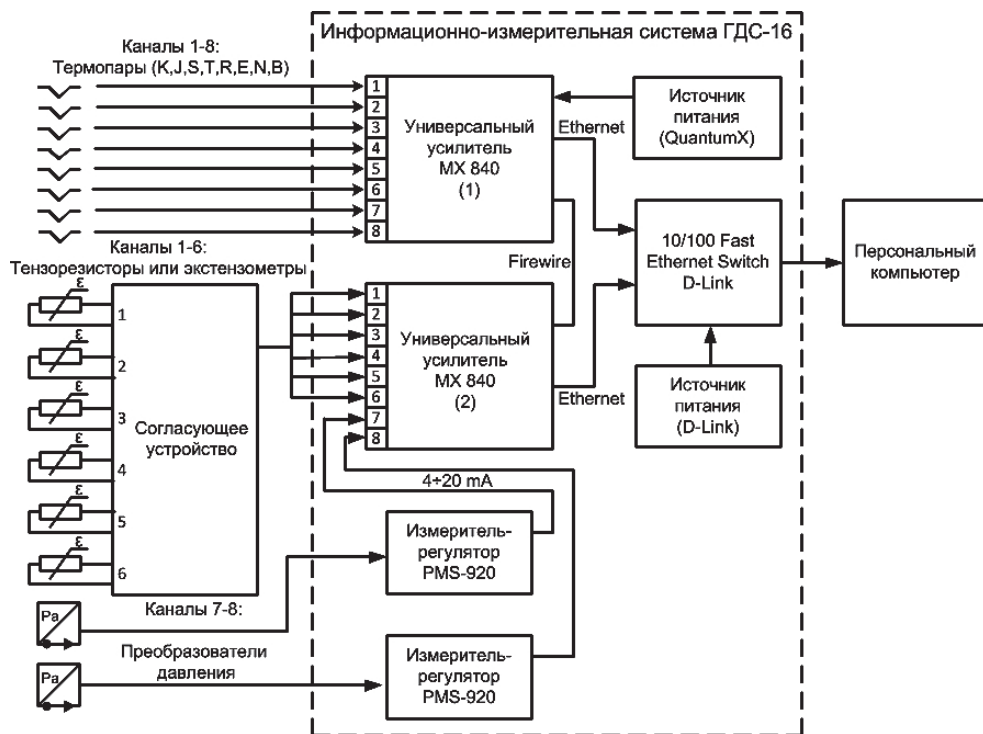 Информационно-измерительная система ГДС-16
Каналы 1-8:
Термопары (K,J,S,T,R,E,N,B)
1
2
3
4
5
6
7
8
Универсальный
усилитель
MX 840
(1)
Ethernet
Источник
питания
(QuantumX)
Firewire
10/100 Fast
Ethernet Switch
D-Link
Персональный
компьютер
Каналы 1-6:
Тензорезисторы или экстензометры
ε
1
ε
2
ε
3
ε
4
ε
5
ε
6
Согласующее
устройство
1
2
3
4
5
6
7
8
Универсальный
усилитель
MX 840
(2)
Ethernet
Источник
питания
(D-Link)
4÷20 mA
Измеритель-
регулятор
PMS-920
Каналы 7-8:
Pa
Преобразователи
давления
Pa
Измеритель-
регулятор
PMS-920